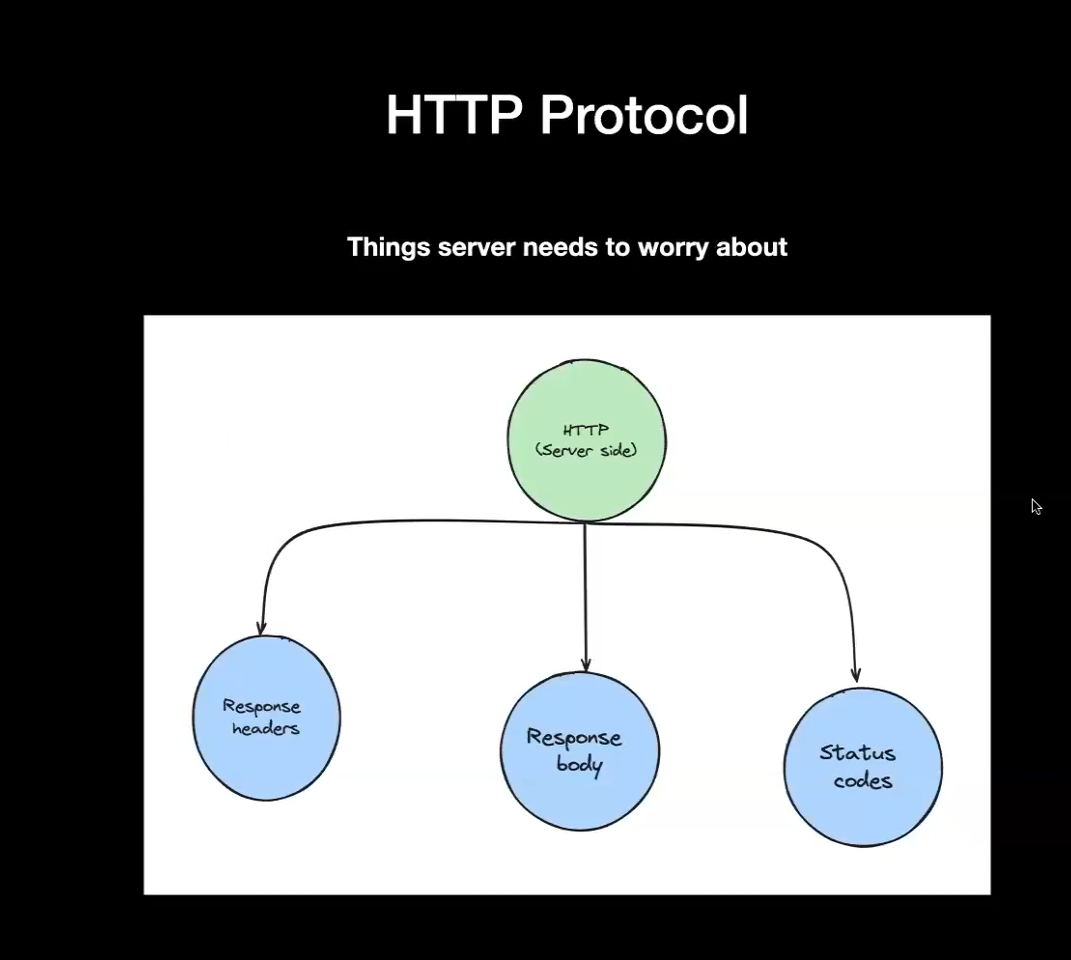 HTTP Protocol
Things server needs to worry about
HTTP
(Server side)
Response
headers
Response
body
Status
codes